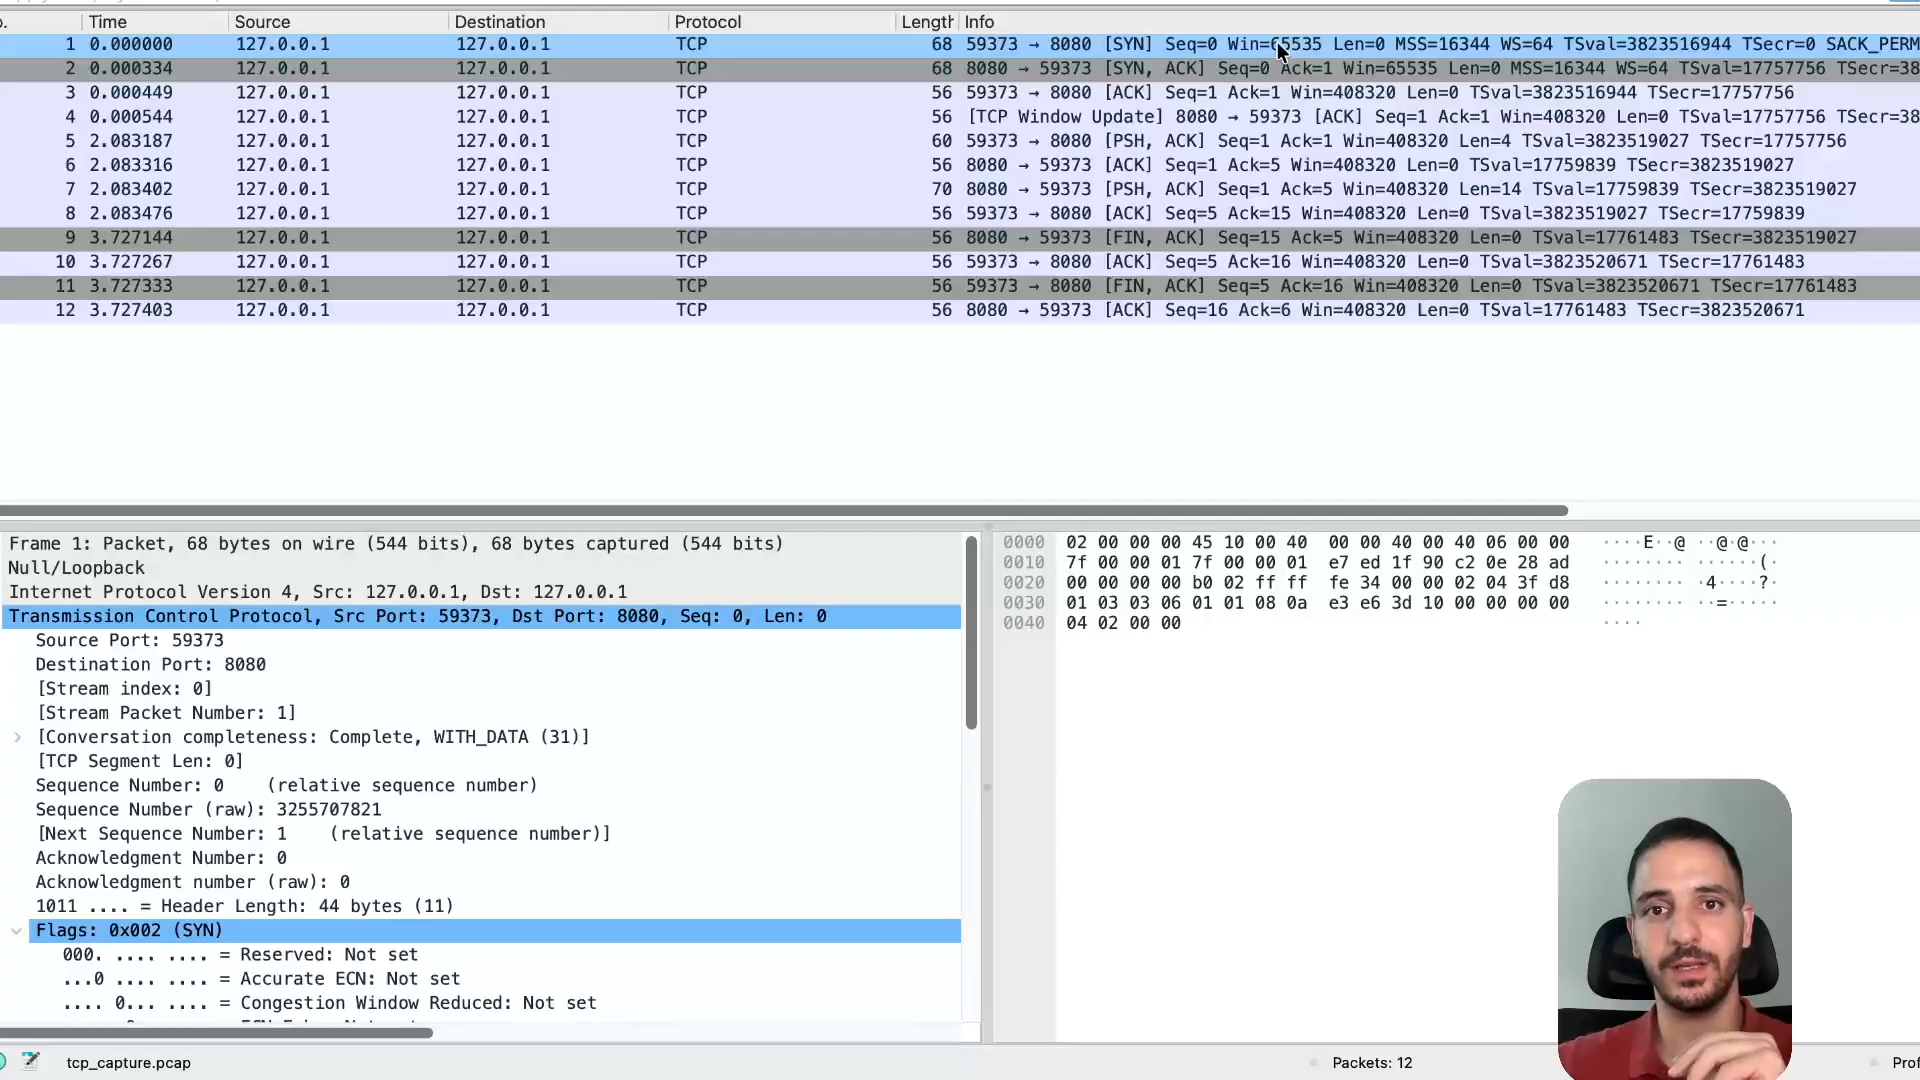 o. Time Source Destination Protocol Length Info
1 0.000000 127.0.0.1 127.0.0.1 TCP 68 59373 → 8080 [SYN] Seq=0 Win=65535 Len=0 MSS=16344 WS=64 TSval=3823516944 TSecr=0 SACK_PERM
2 0.000334 127.0.0.1 127.0.0.1 TCP 68 8080 → 59373 [SYN, ACK] Seq=0 Ack=1 Win=65535 Len=0 MSS=16344 WS=64 TSval=17757756 TSecr=38
3 0.000449 127.0.0.1 127.0.0.1 TCP 56 59373 → 8080 [ACK] Seq=1 Ack=1 Win=408320 Len=0 TSval=3823516944 TSecr=17757756
4 0.000544 127.0.0.1 127.0.0.1 TCP 56 [TCP Window Update] 8080 → 59373 [ACK] Seq=1 Ack=1 Win=408320 Len=0 TSval=17757756 TSecr=38
5 2.083187 127.0.0.1 127.0.0.1 TCP 60 59373 → 8080 [PSH, ACK] Seq=1 Ack=1 Win=408320 Len=4 TSval=3823519027 TSecr=17757756
6 2.083316 127.0.0.1 127.0.0.1 TCP 56 8080 → 59373 [ACK] Seq=1 Ack=5 Win=408320 Len=0 TSval=17759839 TSecr=3823519027
7 2.083402 127.0.0.1 127.0.0.1 TCP 70 8080 → 59373 [PSH, ACK] Seq=1 Ack=5 Win=408320 Len=14 TSval=17759839 TSecr=3823519027
8 2.083476 127.0.0.1 127.0.0.1 TCP 56 59373 → 8080 [ACK] Seq=5 Ack=15 Win=408320 Len=0 TSval=3823519027 TSecr=17759839
9 3.727144 127.0.0.1 127.0.0.1 TCP 56 8080 → 59373 [FIN, ACK] Seq=15 Ack=5 Win=408320 Len=0 TSval=17761483 TSecr=3823519027
10 3.727267 127.0.0.1 127.0.0.1 TCP 56 59373 → 8080 [ACK] Seq=5 Ack=16 Win=408320 Len=0 TSval=3823520671 TSecr=17761483
11 3.727333 127.0.0.1 127.0.0.1 TCP 56 59373 → 8080 [FIN, ACK] Seq=5 Ack=16 Win=408320 Len=0 TSval=3823520671 TSecr=17761483
12 3.727403 127.0.0.1 127.0.0.1 TCP 56 8080 → 59373 [ACK] Seq=16 Ack=6 Win=408320 Len=0 TSval=17761483 TSecr=3823520671
Frame 1: Packet, 68 bytes on wire (544 bits), 68 bytes captured (544 bits)
Null/Loopback
Internet Protocol Version 4, Src: 127.0.0.1, Dst: 127.0.0.1
Transmission Control Protocol, Src Port: 59373, Dst Port: 8080, Seq: 0, Len: 0
Source Port: 59373
Destination Port: 8080
[Stream index: 0]
[Stream Packet Number: 1]
[Conversation completeness: Complete, WITH_DATA (31)]
[TCP Segment Len: 0]
Sequence Number: 0 (relative sequence number)
Sequence Number (raw): 3255707821
[Next Sequence Number: 1 (relative sequence number)]
Acknowledgment Number: 0
Acknowledgment number (raw): 0
1011 .... = Header Length: 44 bytes (11)
Flags: 0x002 (SYN)
000. .... .... = Reserved: Not set
...0 .... .... = Accurate ECN: Not set
.... 0... .... = Congestion Window Reduced: Not set
0000 02 00 00 00 45 10 00 40 00 00 40 00 40 06 00 00 ····E··@ ··@·@···
0010 7f 00 00 01 7f 00 00 01 e7 ed 1f 90 c2 0e 28 ad ········ ······(·
0020 00 00 00 00 b0 02 ff ff fe 34 00 00 02 04 3f d8 ········ ·4····?·
0030 01 03 03 06 01 01 08 0a e3 e6 3d 10 00 00 00 00 ········ ··=·····
0040 04 02 00 00 ····
tcp_capture.pcap
Packets: 12
Prof